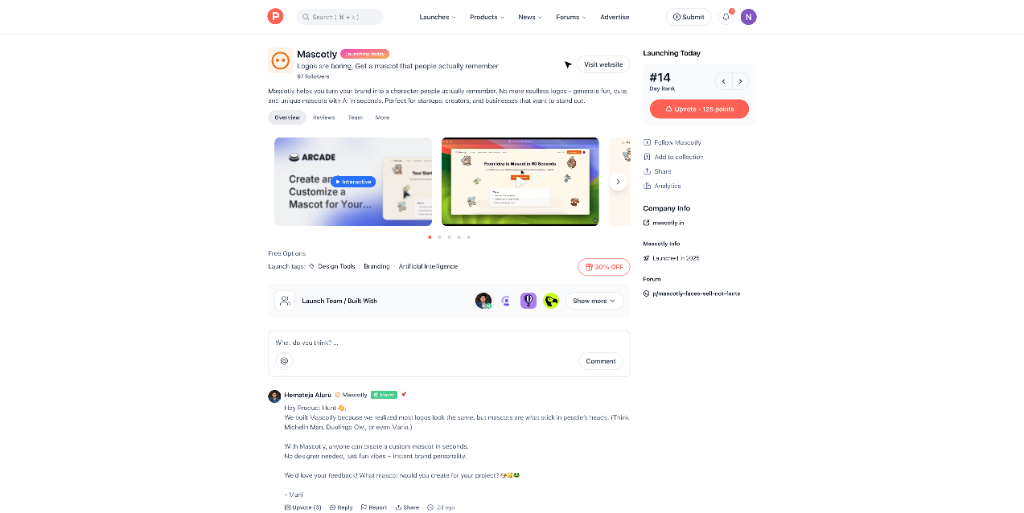 P
Search ( ⌘ + k )
Launches
Products
News
Forums
Advertise
Submit
N
Mascotly
Launching today
Logos are boring. Get a mascot that people actually remember
97 followers
Visit website
Mascotly helps you turn your brand into a character people actually remember. No more soulless logos - generate fun, cute,
and unique mascots with AI in seconds. Perfect for startups, creators, and businesses that want to stand out.
Overview
Reviews
Team
More
ARCADE
Create an
Customize a
Mascot for Your...
Interactive
Your Star
From Idea to Mascot in 60 Seconds
Free Options
Launch tags:
Design Tools · Branding · Artificial Intelligence
30% OFF
Launch Team / Built With
Show more
What do you think? ...
Comment
Hemateja Aluru
Mascotly
Maker
Hey Product Hunt 👋,
We built Mascotly because we realized most logos look the same, but mascots are what stick in people's heads. (Think
Michelin Man, Duolingo Owl, or even Mario.)
With Mascotly, anyone can create a custom mascot in seconds.
No designer needed, just fun vibes + instant brand personality.
We'd love your feedback! What mascot would you create for your project?
Upvote (3)
Reply
Report
Share
2d ago
Launching Today
#14
Day Rank
Upvote • 125 points
Follow Mascotly
Add to collection
Share
Analytics
Company Info
mascotly.in
Mascotly Info
Launched in 2025
Forum
p/mascotly-faces-sell-not-fonts